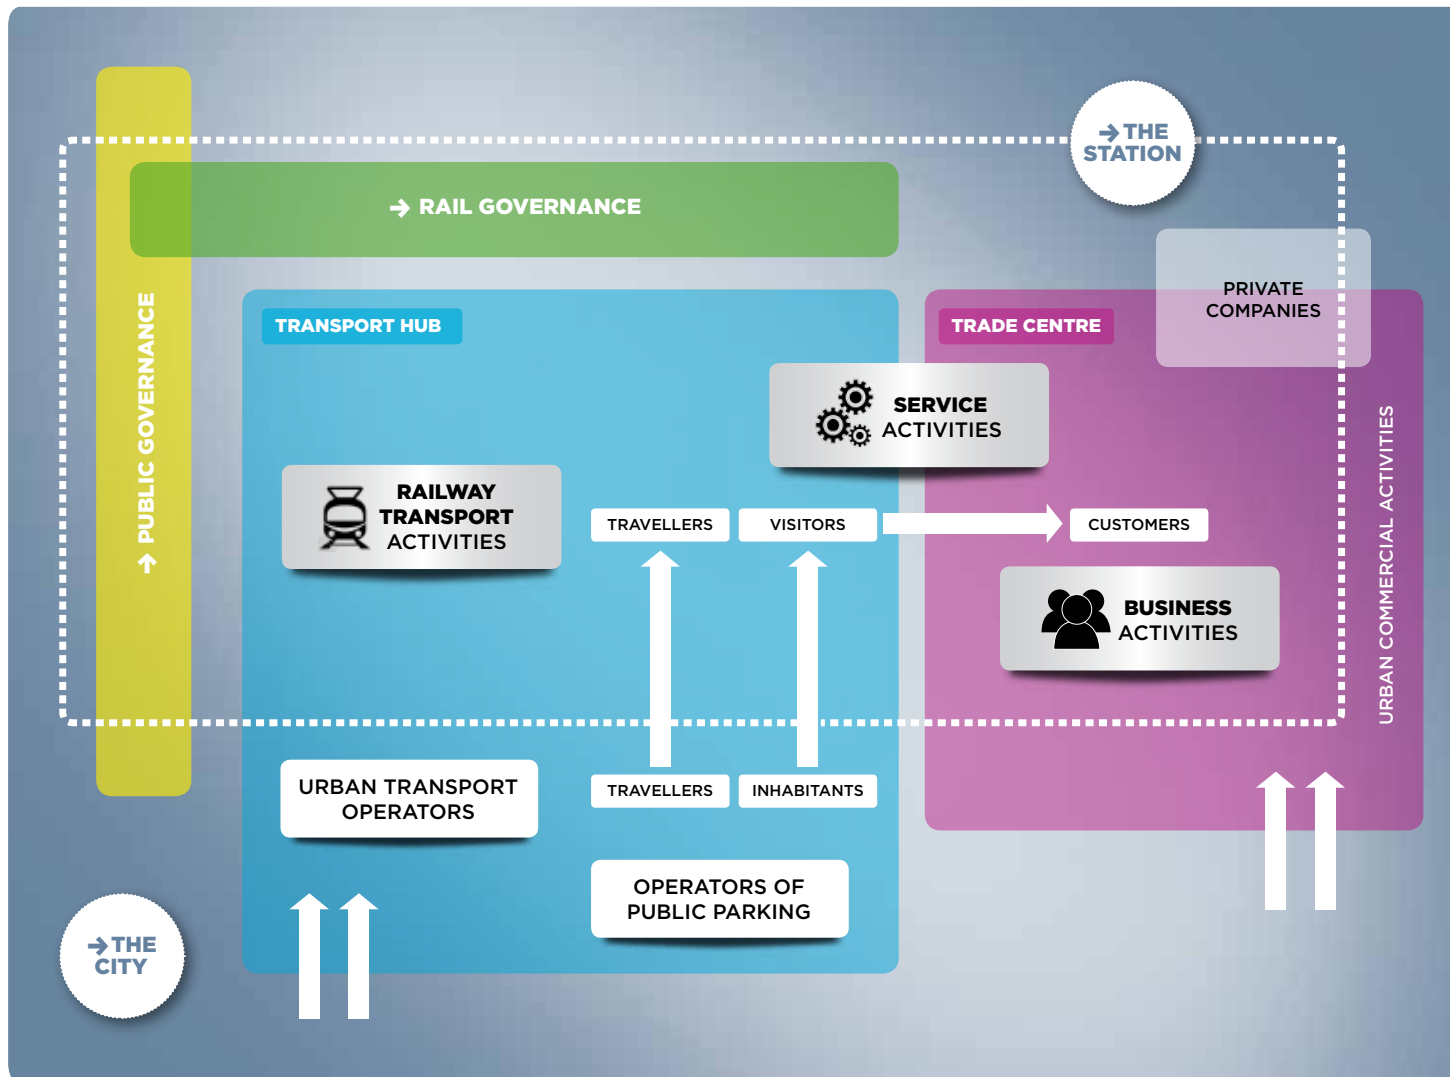 → THE
STATION
→ RAIL GOVERNANCE
→ PUBLIC GOVERNANCE
PRIVATE
COMPANIES
TRANSPORT HUB
TRADE CENTRE
SERVICE
ACTIVITIES
URBAN COMMERCIAL ACTIVITIES
RAILWAY
TRANSPORT
ACTIVITIES
TRAVELLERS
VISITORS
CUSTOMERS
BUSINESS
ACTIVITIES
URBAN TRANSPORT
OPERATORS
TRAVELLERS
INHABITANTS
OPERATORS OF
PUBLIC PARKING
→ THE
CITY